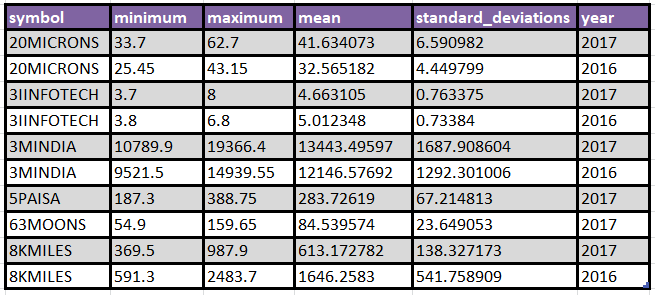 symbol minimum maximum mean standard_deviations year
20MICRONS 33.7 62.7 41.634073 6.590982 2017
20MICRONS 25.45 43.15 32.565182 4.449799 2016
3IINFOTECH 3.7 8 4.663105 0.763375 2017
3IINFOTECH 3.8 6.8 5.012348 0.73384 2016
3MINDIA 10789.9 19366.4 13443.49597 1687.908604 2017
3MINDIA 9521.5 14939.55 12146.57692 1292.301006 2016
5PAISA 187.3 388.75 283.72619 67.214813 2017
63MOONS 54.9 159.65 84.539574 23.649053 2017
8KMILES 369.5 987.9 613.172782 138.327173 2017
8KMILES 591.3 2483.7 1646.2583 541.758909 2016